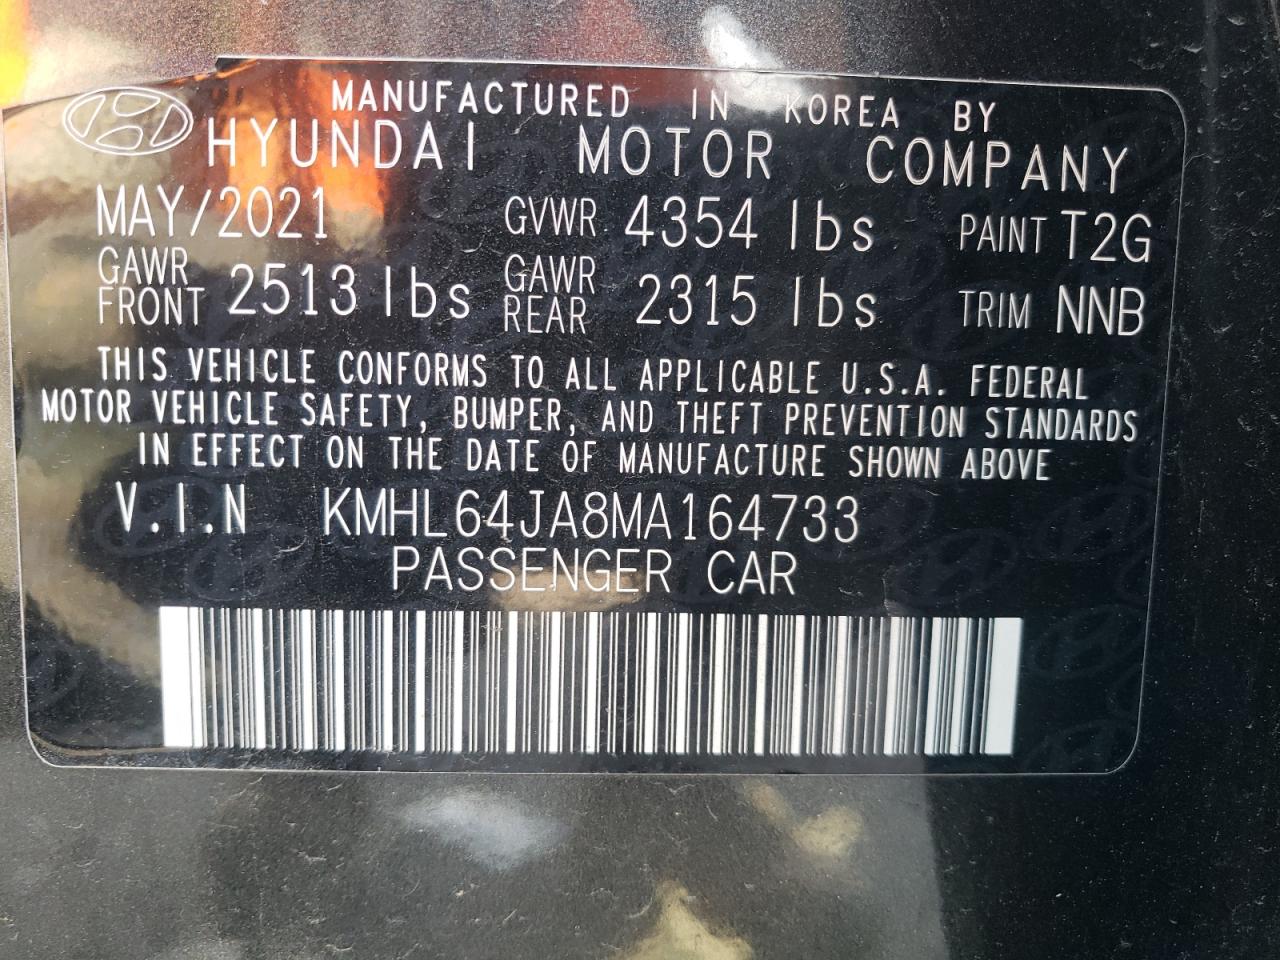 MANUFACTURED IN KOREA BY
HYUNDAI MOTOR COMPANY
MAY/2021 GVWR 4354 lbs PAINT T2G
GAWR FRONT 2513 lbs GAWR REAR 2315 lbs TRIM NNB
THIS VEHICLE CONFORMS TO ALL APPLICABLE U.S.A. FEDERAL
MOTOR VEHICLE SAFETY, BUMPER, AND THEFT PREVENTION STANDARDS
IN EFFECT ON THE DATE OF MANUFACTURE SHOWN ABOVE
V.I.N KMHL64JA8MA164733
PASSENGER CAR